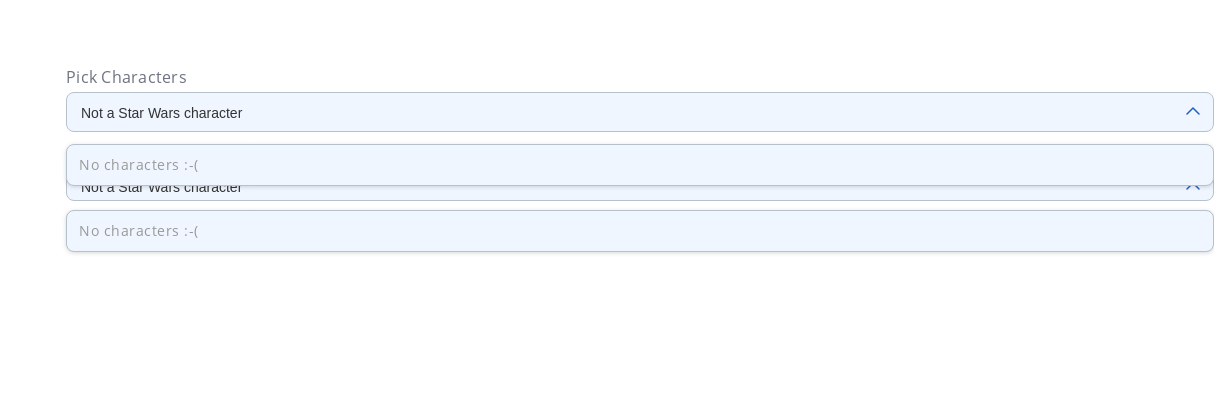 Pick Characters
Not a Star Wars character
No characters :-(
Not a Star Wars character
No characters :-(